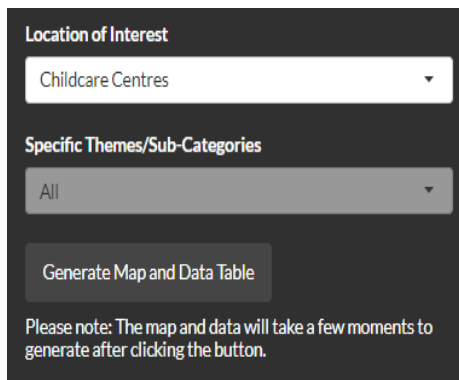 Location of Interest
Childcare Centres
Specific Themes/Sub-Categories
All
Generate Map and Data Table
Please note: The map and data will take a few moments to
generate after clicking the button.